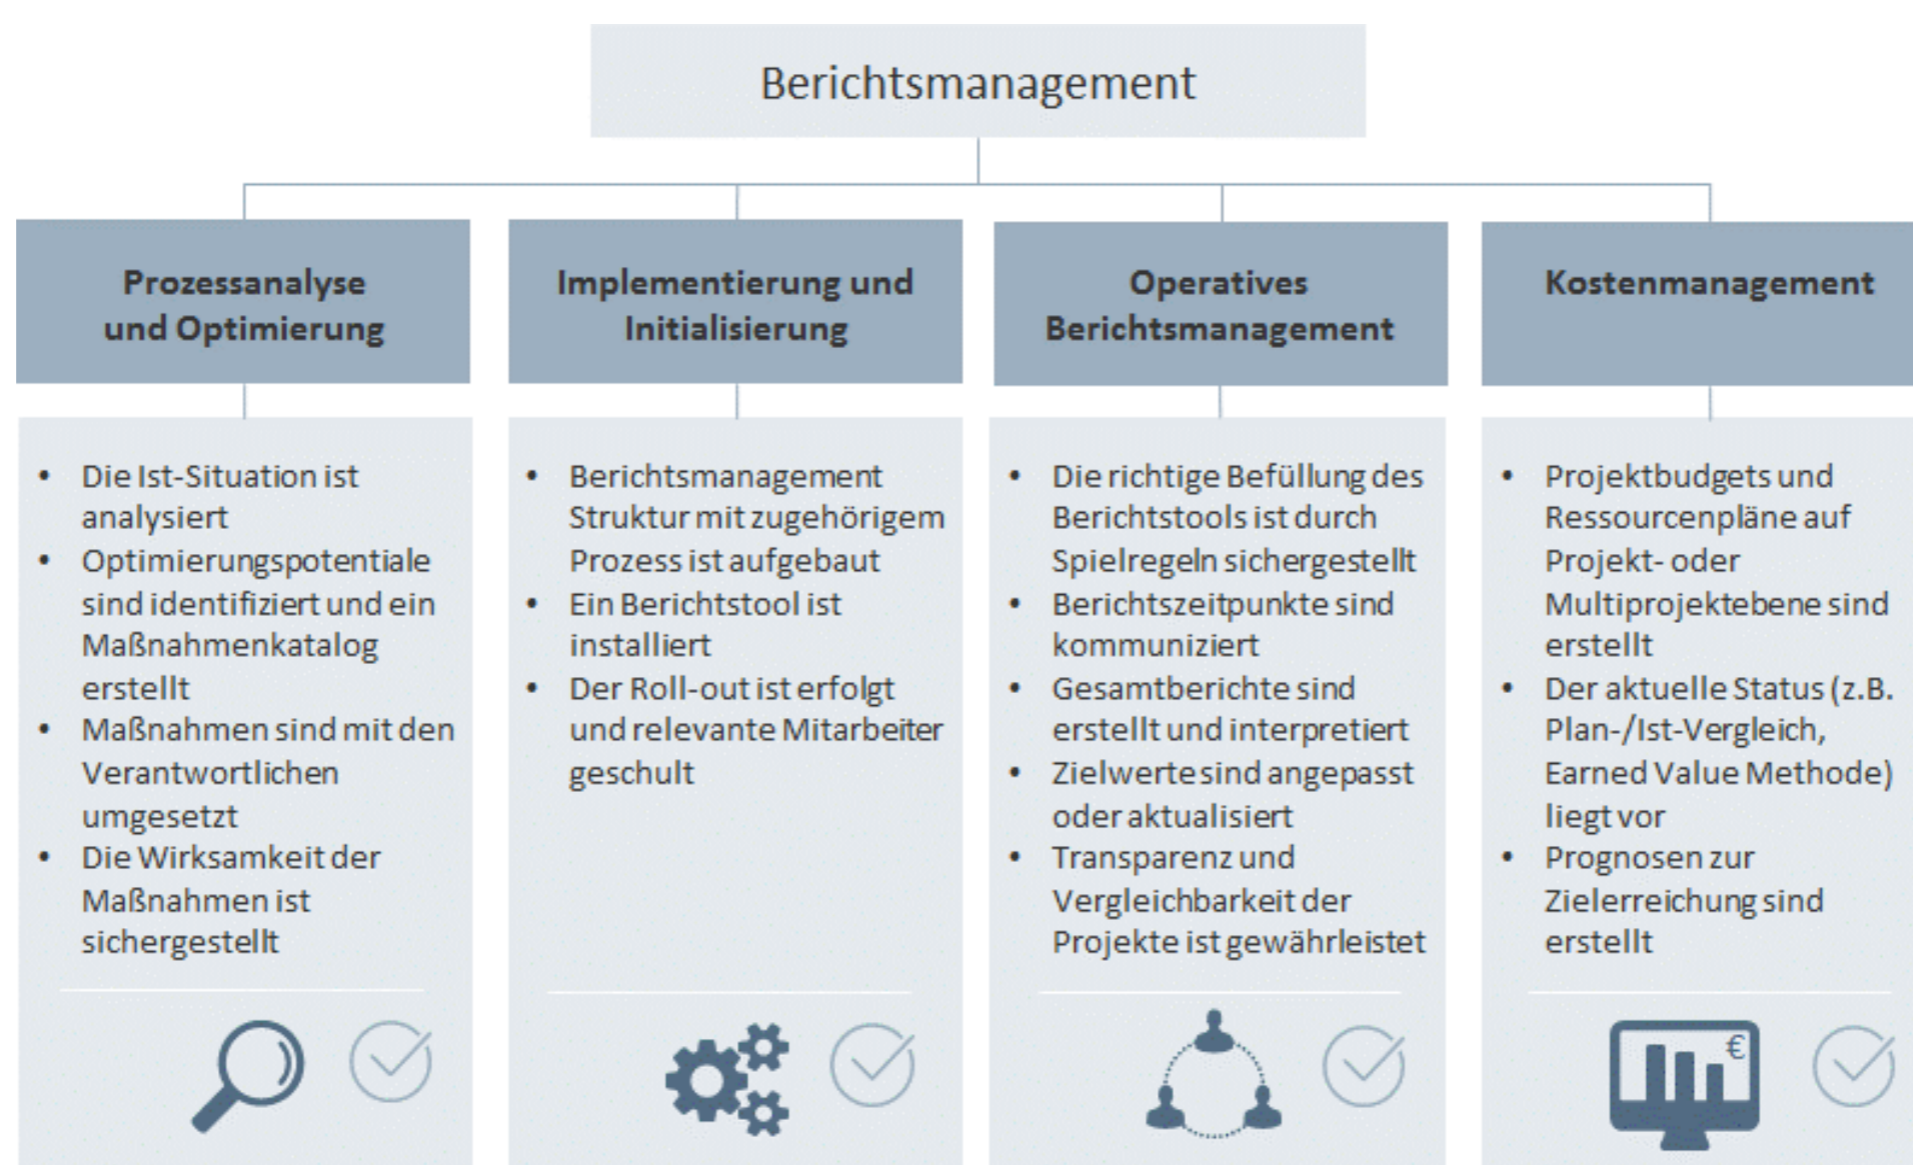 Berichtsmanagement
Prozessanalyse
und Optimierung
• Die Ist-Situation ist
analysiert
• Optimierungspotentiale
sind identifiziert und ein
Maßnahmenkatalog
erstellt
• Maßnahmen sind mit den
Verantwortlichen
umgesetzt
• Die Wirksamkeit der
Maßnahmen ist
sichergestellt
Implementierung und
Initialisierung
• Berichtsmanagement
Struktur mit zugehörigem
Prozess ist aufgebaut
• Ein Berichtstool ist
installiert
• Der Roll-out ist erfolgt
und relevante Mitarbeiter
geschult
Operatives
Berichtsmanagement
• Die richtige Befüllung des
Berichtstools ist durch
Spielregeln sichergestellt
• Berichtszeitpunkte sind
kommuniziert
• Gesamtberichte sind
erstellt und interpretiert
• Zielwerte sind angepasst
oder aktualisiert
• Transparenz und
Vergleichbarkeit der
Projekte ist gewährleistet
Kostenmanagement
• Projektbudgets und
Ressourcenpläne auf
Projekt- oder
Multiprojektebene sind
erstellt
• Der aktuelle Status (z.B.
Plan-/Ist-Vergleich,
Earned Value Methode)
liegt vor
• Prognosen zur
Zielerreichung sind
erstellt
€